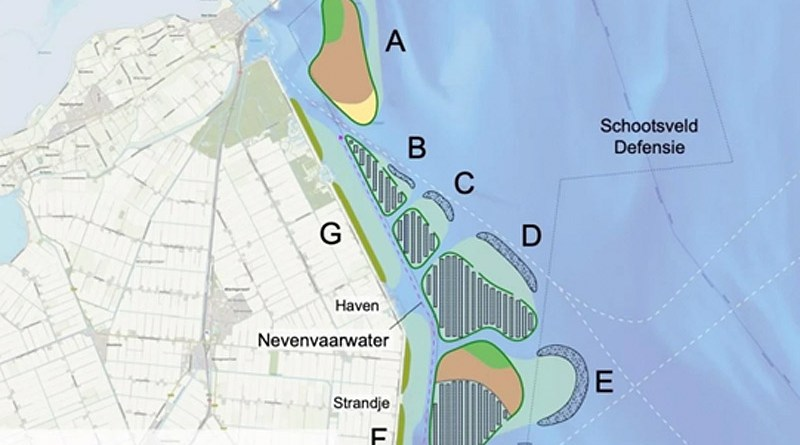 A
Schootsveld
Defensie
B
C
D
G
Haven
Nevenvaarwater
E
Strandje
F